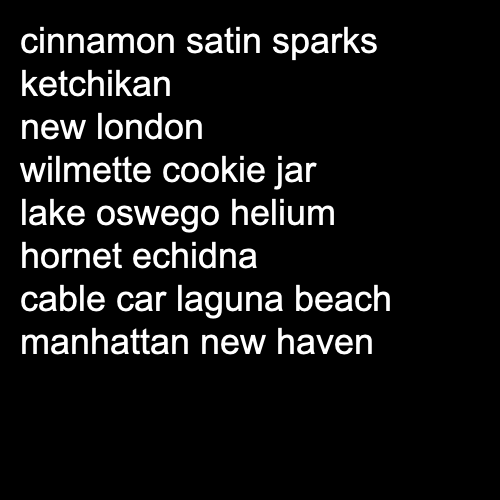 cinnamon satin sparks
ketchikan
new london
wilmette cookie jar
lake oswego helium
hornet echidna
cable car laguna beach
manhattan new haven